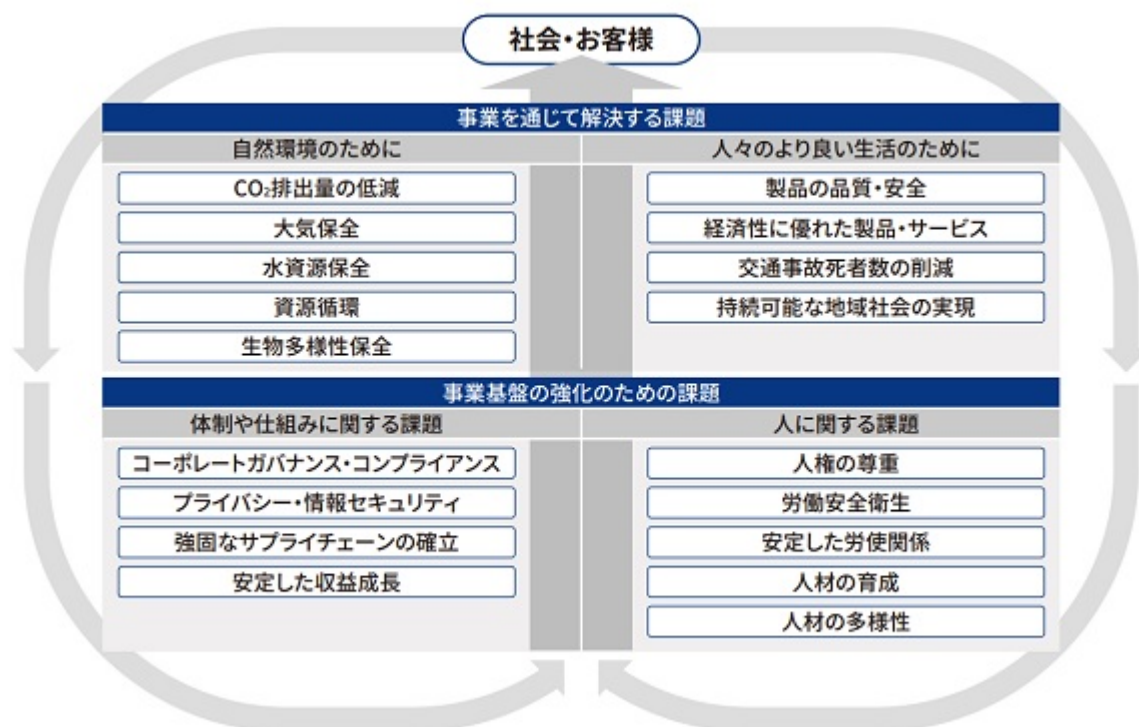 社会・お客様
事業を通じて解決する課題
自然環境のために
CO₂排出量の低減
大気保全
水資源保全
資源循環
生物多様性保全
人々のより良い生活のために
製品の品質・安全
経済性に優れた製品・サービス
交通事故死者数の削減
持続可能な地域社会の実現
事業基盤の強化のための課題
体制や仕組みに関する課題
コーポレートガバナンス・コンプライアンス
プライバシー・情報セキュリティ
強固なサプライチェーンの確立
安定した収益成長
人に関する課題
人権の尊重
労働安全衛生
安定した労使関係
人材の育成
人材の多様性